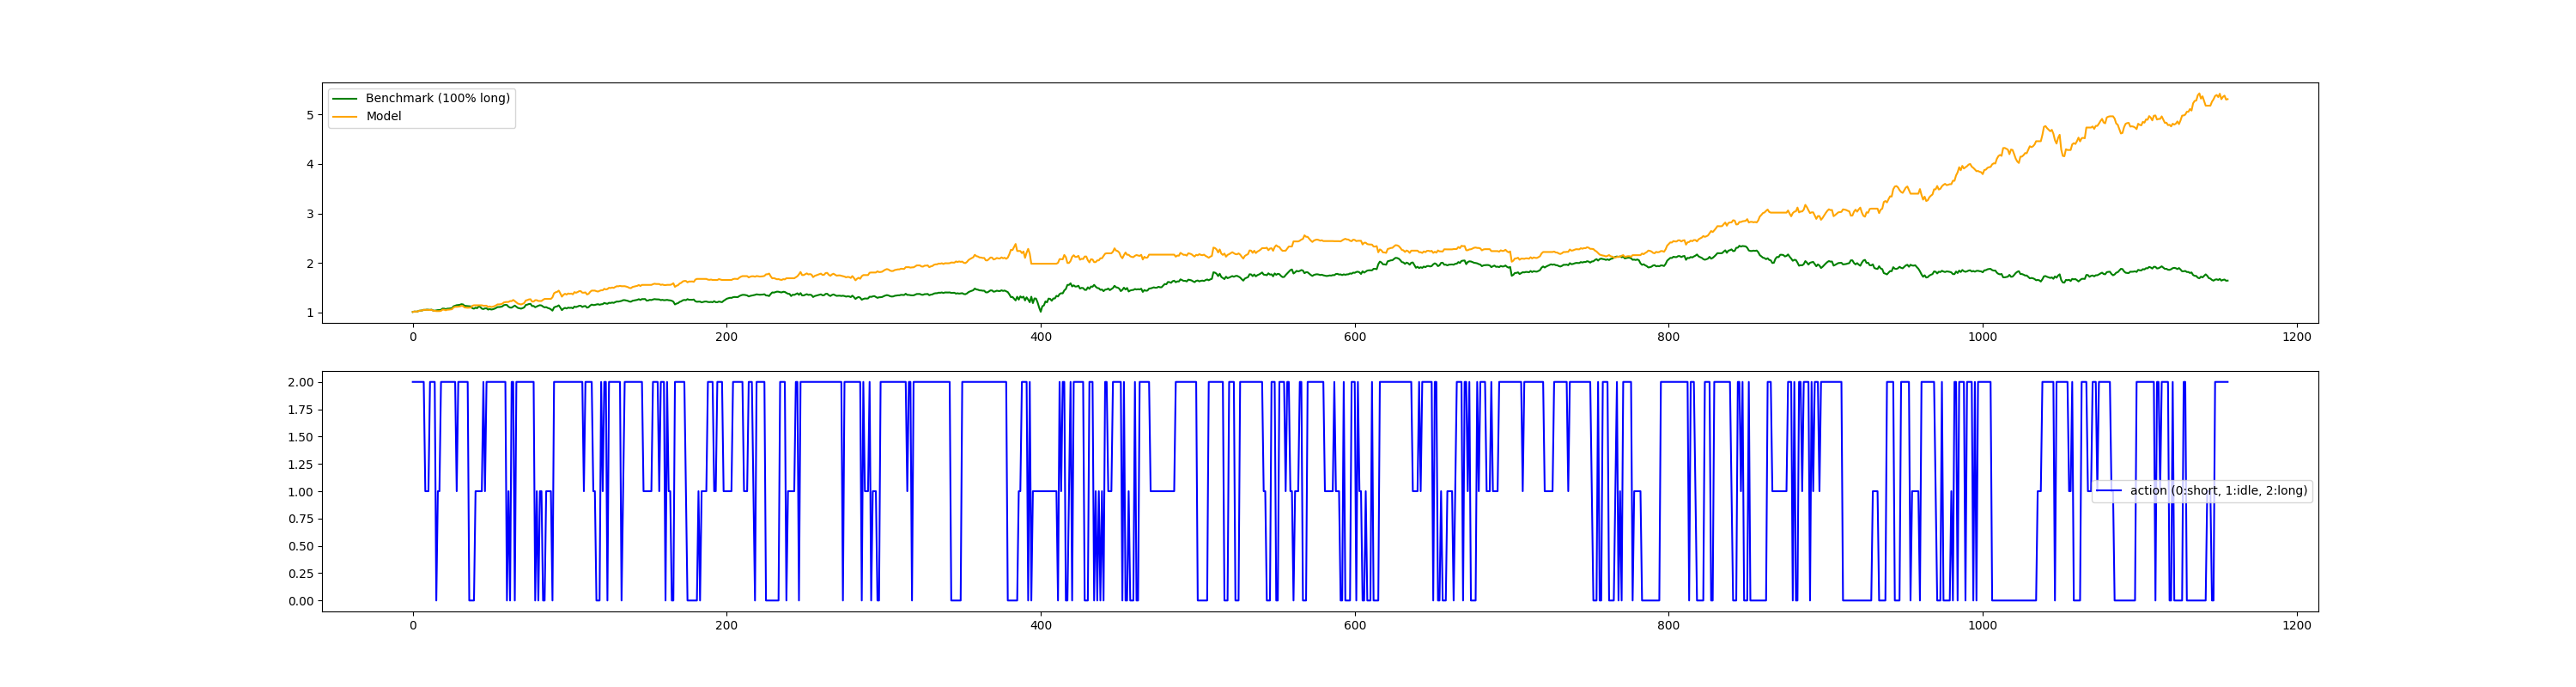 Benchmark (100% long)
Model
5
4
3
2
1
0 200 400 600 800 1000 1200
2.00
1.75
1.50
1.25
1.00
0.75
0.50
0.25
0.00
action (0:short, 1:idle, 2:long)
0 200 400 600 800 1000 1200